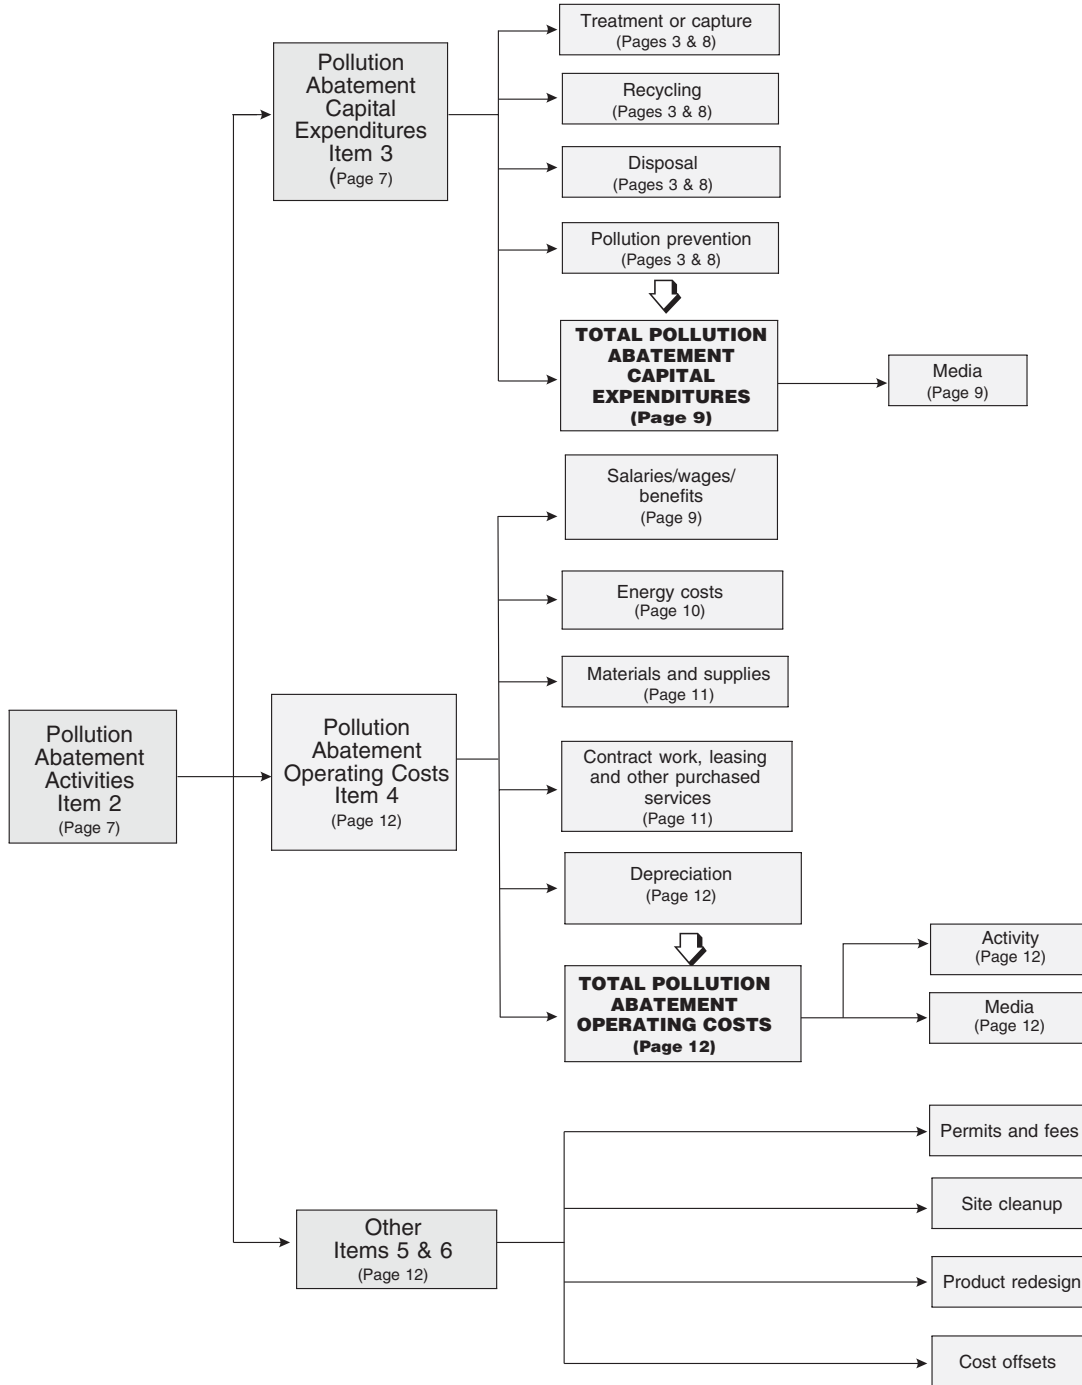 Treatment or capture
(Pages 3 & 8)
Pollution
Abatement
Capital
Expenditures
Item 3
(Page 7)
Recycling
(Pages 3 & 8)
Disposal
(Pages 3 & 8)
Pollution prevention
(Pages 3 & 8)
TOTAL POLLUTION
ABATEMENT
CAPITAL
EXPENDITURES
(Page 9)
Media
(Page 9)
Salaries/wages/
benefits
(Page 9)
Energy costs
(Page 10)
Materials and supplies
(Page 11)
Pollution
Abatement
Activities
Item 2
(Page 7)
Pollution
Abatement
Operating Costs
Item 4
(Page 12)
Contract work, leasing
and other purchased
services
(Page 11)
Depreciation
(Page 12)
TOTAL POLLUTION
ABATEMENT
OPERATING COSTS
(Page 12)
Activity
(Page 12)
Media
(Page 12)
Other
Items 5 & 6
(Page 12)
Permits and fees
Site cleanup
Product redesign
Cost offsets